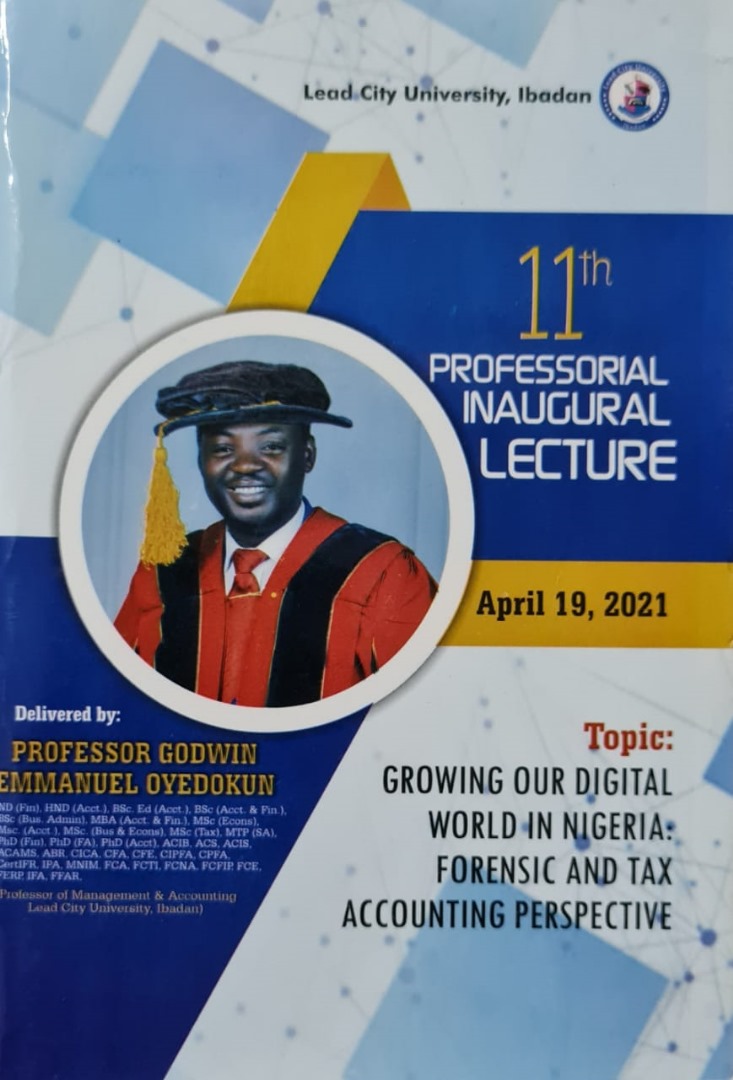 Lead City University, Ibadan
11th
PROFESSORIAL
INAUGURAL
LECTURE
April 19, 2021
Delivered by:
PROFESSOR GODWIN
EMMANUEL OYEDOKUN
ND (Fin), HND (Acct.), BSc. Ed (Acct.), BSc (Acct. & Fin.),
BSc (Bus. Admin), MBA (Acct. & Fin.), MSc (Econs),
Msc. (Acct.), MSc. (Bus & Econs), MSc (Tax), MTP (SA),
PhD (Fin), PhD (FA), PhD (Acct), ACIB, ACS, ACIS,
ACAMS, ABR, CICA, CFA, CFE, CIPFA, CPFA,
CertIFR, IPA, MNIM, FCA, FCTI, FCNA, FCFIP, FCE,
FERP, IFA, FFAR,
Professor of Management & Accounting
Lead City University, Ibadan)
Topic:
GROWING OUR DIGITAL
WORLD IN NIGERIA:
FORENSIC AND TAX
ACCOUNTING PERSPECTIVE